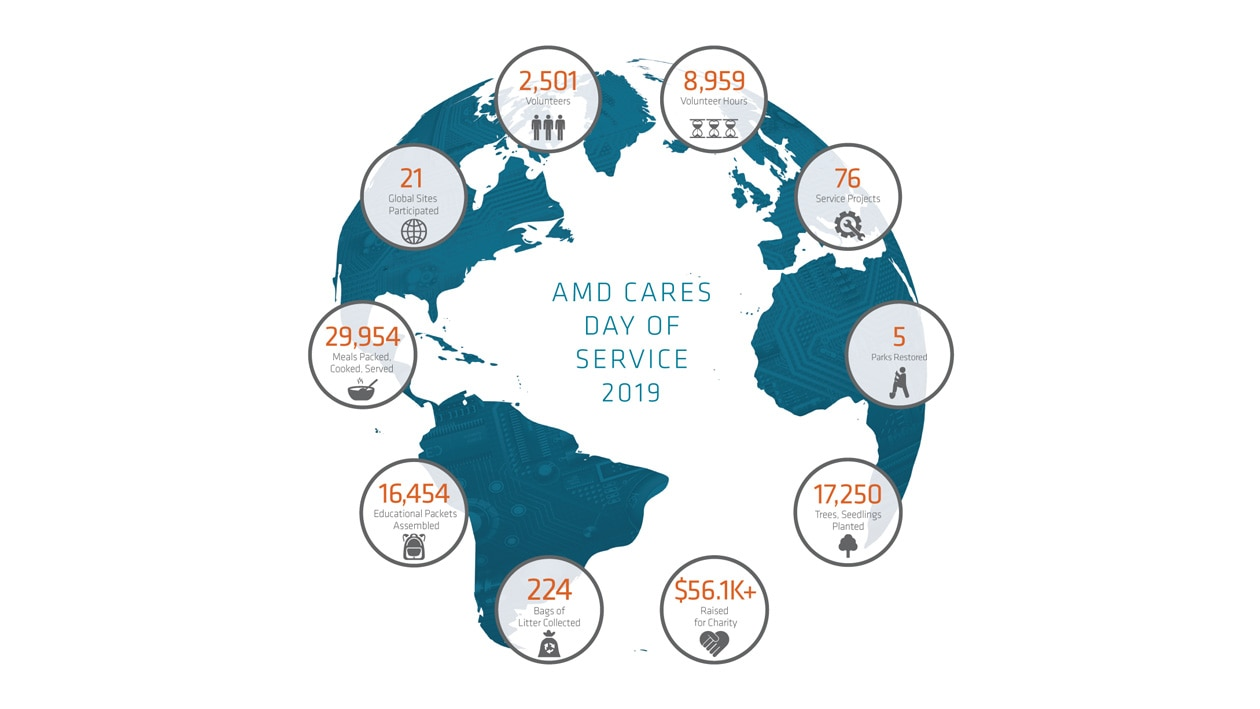 2,501
Volunteers
8,959
Volunteer Hours
21
Global Sites
Participated
76
Service Projects
AMD CARES
DAY OF
SERVICE
2019
29,954
Meals Packed,
Cooked, Served
5
Parks Restored
16,454
Educational Packets
Assembled
17,250
Trees, Seedlings
Planted
224
Bags of
Litter Collected
$56.1K+
Raised
for Charity